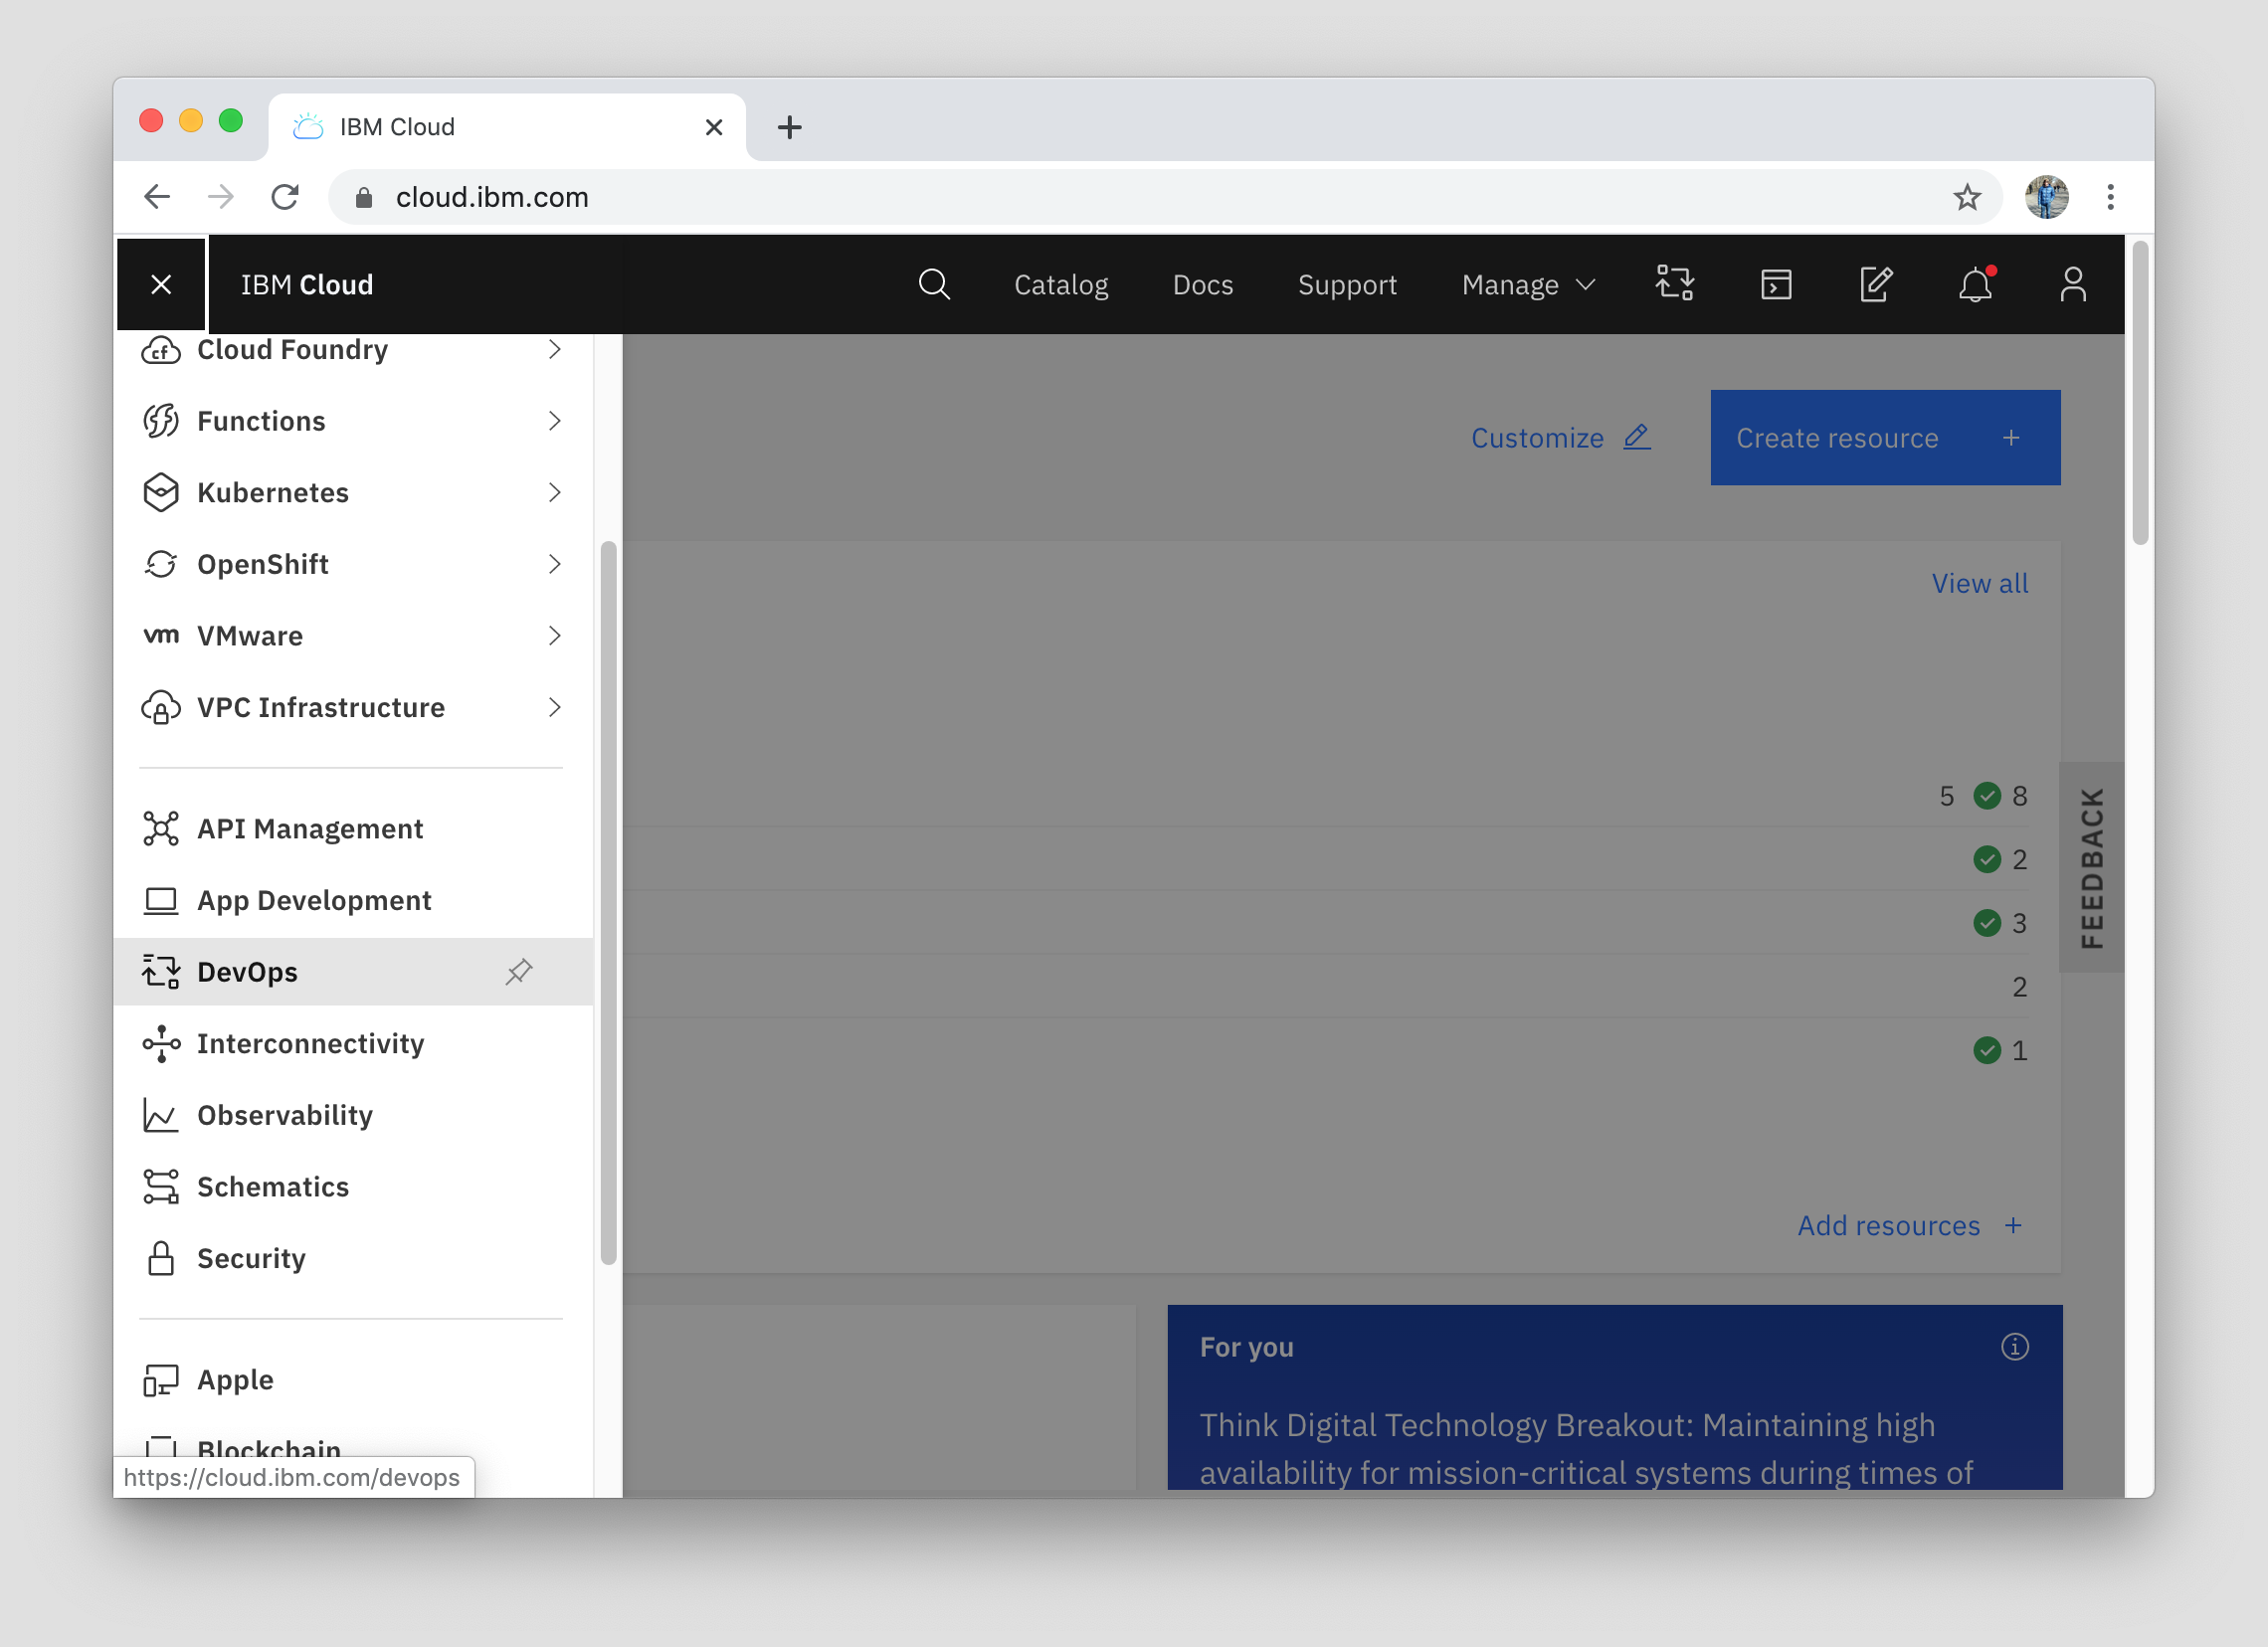 IBM Cloud
cloud.ibm.com
IBM Cloud
Catalog
Docs
Support
Manage
cf Cloud Foundry
Functions
Kubernetes
OpenShift
vm VMware
VPC Infrastructure
API Management
App Development
DevOps
Interconnectivity
Observability
Schematics
Security
Apple
Blockchain
https://cloud.ibm.com/devops
Customize
Create resource +
View all
5 8
2
3
2
1
Add resources +
FEEDBACK
For you
Think Digital Technology Breakout: Maintaining high
availability for mission-critical systems during times of